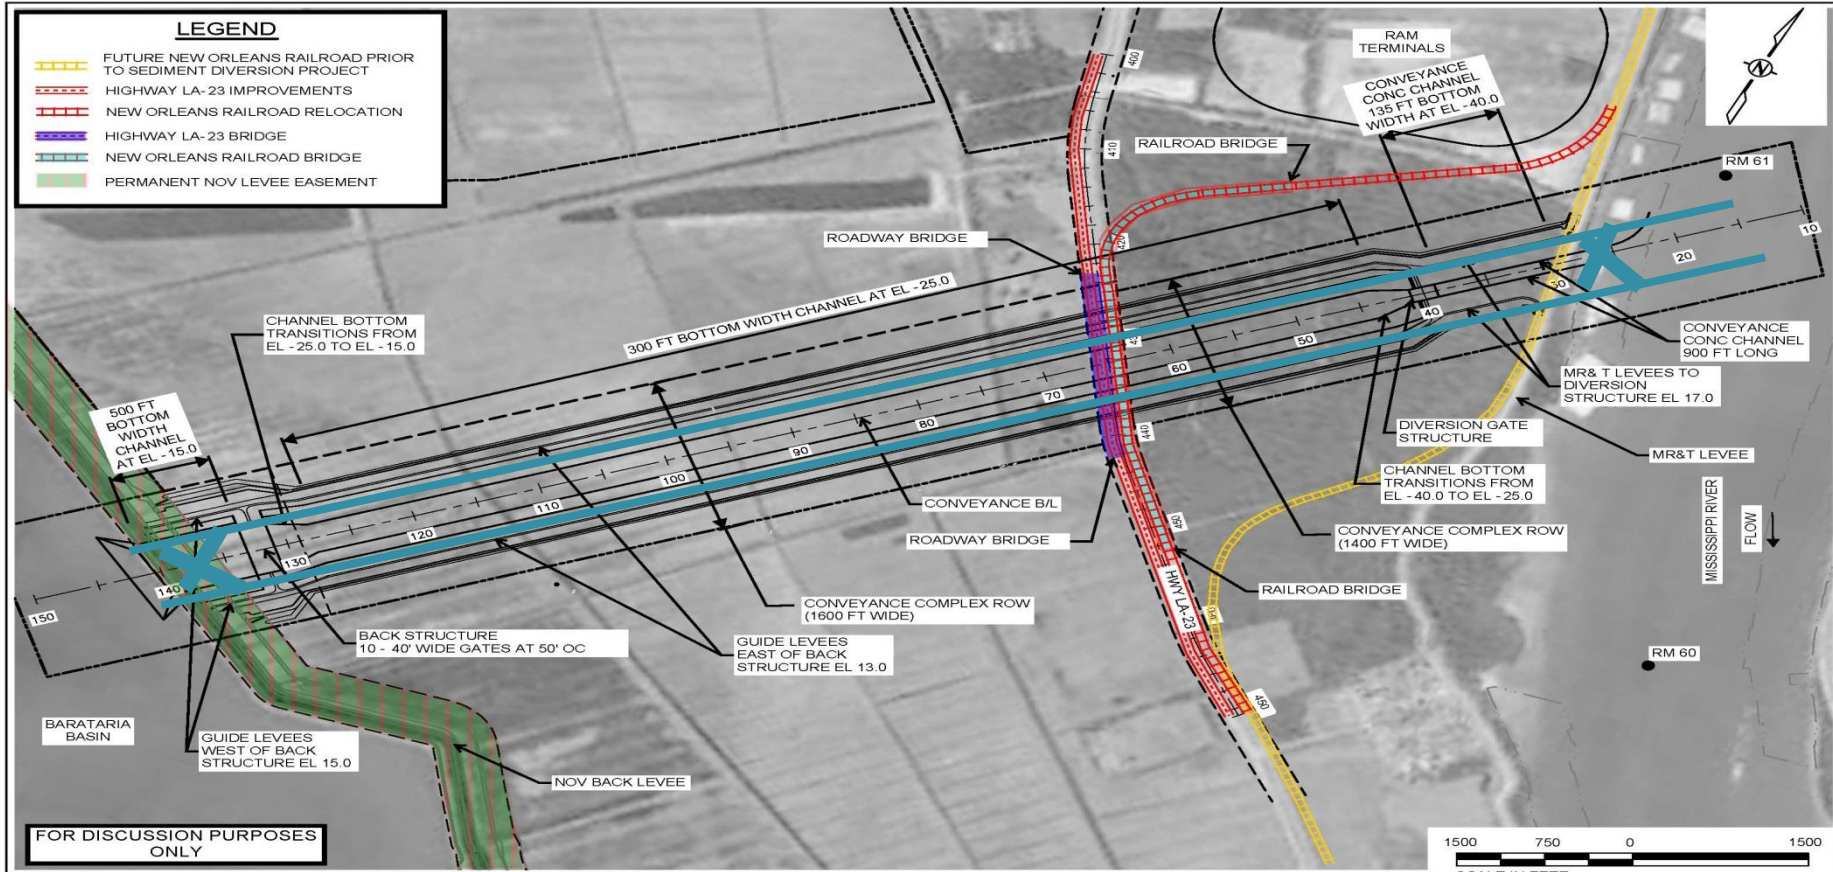 LEGEND
FUTURE NEW ORLEANS RAILROAD PRIOR
TO SEDIMENT DIVERSION PROJECT
HIGHWAY LA-23 IMPROVEMENTS
NEW ORLEANS RAILROAD RELOCATION
HIGHWAY LA-23 BRIDGE
NEW ORLEANS RAILROAD BRIDGE
PERMANENT NOV LEVEE EASEMENT
RAM
TERMINALS
N
CONVEYANCE
CONC CHANNEL
135 FT BOTTOM
WIDTH AT EL -40.0
400
410
RAILROAD BRIDGE
RM 61
ROADWAY BRIDGE
420
10
20
300 FT BOTTOM WIDTH CHANNEL AT EL -25.0
CHANNEL BOTTOM
TRANSITIONS FROM
EL -25.0 TO EL -15.0
40
50
60
70
80
90
100
110
120
130
140
150
CONVEYANCE
CONC CHANNEL
900 FT LONG
MR& T LEVEES TO
DIVERSION
STRUCTURE EL 17.0
500 FT
BOTTOM
WIDTH
CHANNEL
AT EL -15.0
440
DIVERSION GATE
STRUCTURE
MR&T LEVEE
CHANNEL BOTTOM
TRANSITIONS FROM
EL -40.0 TO EL -25.0
CONVEYANCE B/L
450
ROADWAY BRIDGE
CONVEYANCE COMPLEX ROW
(1400 FT WIDE)
MISSISSIPPI RIVER
FLOW
RAILROAD BRIDGE
HWY LA-23
CONVEYANCE COMPLEX ROW
(1600 FT WIDE)
BACK STRUCTURE
10 - 40' WIDE GATES AT 50' OC
GUIDE LEVEES
EAST OF BACK
STRUCTURE EL 13.0
RM 60
450
BARATARIA
BASIN
GUIDE LEVEES
WEST OF BACK
STRUCTURE EL 15.0
NOV BACK LEVEE
FOR DISCUSSION PURPOSES
ONLY
1500 750 0 1500